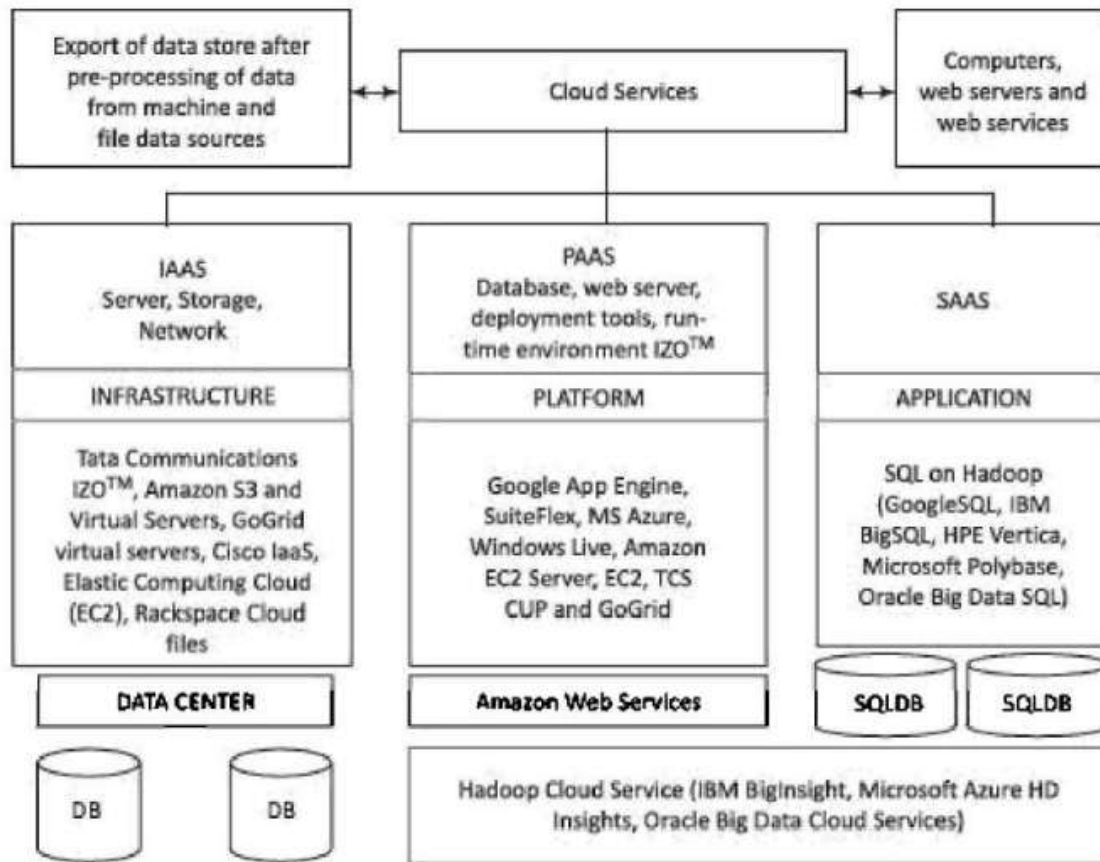 Export of data store after
pre-processing of data
from machine and
file data sources
Cloud Services
Computers,
web servers and
web services
IAAS
Server, Storage,
Network
INFRASTRUCTURE
Tata Communications
IZO™, Amazon S3 and
Virtual Servers, GoGrid
virtual servers, Cisco IaaS,
Elastic Computing Cloud
(EC2), Rackspace Cloud
files
DATA CENTER
DB
DB
PAAS
Database, web server,
deployment tools, run-
time environment IZO™
PLATFORM
Google App Engine,
SuiteFlex, MS Azure,
Windows Live, Amazon
EC2 Server, EC2, TCS
CUP and GoGrid
Amazon Web Services
SAAS
APPLICATION
SQL on Hadoop
(GoogleSQL, IBM
BigSQL, HPE Vertica,
Microsoft Polybase,
Oracle Big Data SQL)
SQLDB
SQLDB
Hadoop Cloud Service (IBM BigInsight, Microsoft Azure HD
Insights, Oracle Big Data Cloud Services)